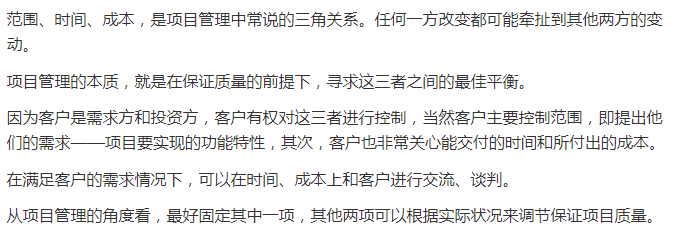 范围、时间、成本，是项目管理中常说的三角关系。任何一方改变都可能牵扯到其他两方的变
动。
项目管理的本质，就是在保证质量的前提下，寻求这三者之间的最佳平衡。
因为客户是需求方和投资方，客户有权对这三者进行控制，当然客户主要控制范围，即提出他
们的需求——项目要实现的功能特性，其次，客户也非常关心能交付的时间和所付出的成本。
在满足客户的需求情况下，可以在时间、成本上和客户进行交流、谈判。
从项目管理的角度看，最好固定其中一项，其他两项可以根据实际状况来调节保证项目质量。